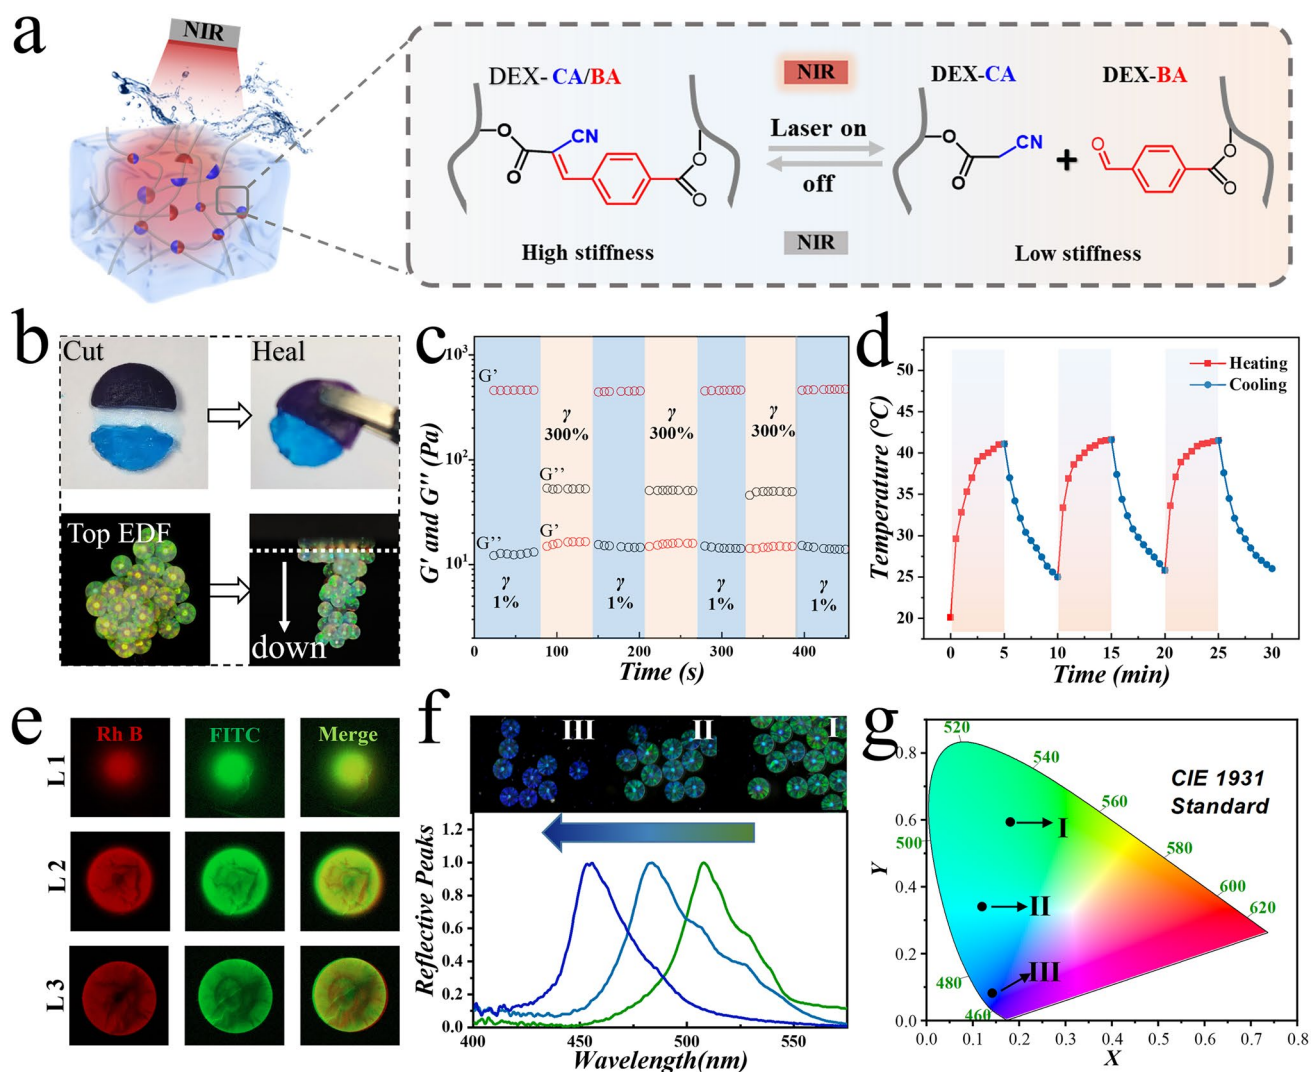 a
NIR
DEX-CA/BA
NIR
DEX-CA
DEX-BA
CN
O
O
Laser on
off
CN
O
O
+
O
O
O
O
O
NIR
High stiffness
Low stiffness
b
Cut
Heal
Top EDF
down
c
G' and G'' (Pa)
10³
10²
10¹
G’
γ
300%
γ
300%
γ
300%
G’’
G’
G’’
γ
1%
γ
1%
γ
1%
γ
1%
0
100
200
300
400
Time (s)
d
Temperature (°C)
50
45
40
35
30
25
20
Heating
Cooling
0
5
10
15
20
25
30
Time (min)
e
Rh B
FITC
Merge
L1
L2
L3
f
III
II
I
Reflective Peaks
1.2
1.0
0.8
0.6
0.4
0.2
0.0
400
450
500
550
Wavelength(nm)
g
CIE 1931
Standard
Y
0.8
0.6
0.4
0.2
0.0
520
540
560
580
600
620
500
480
460
I
II
III
0.0
0.1
0.2
0.3
0.4
0.5
0.6
0.7
0.8
X